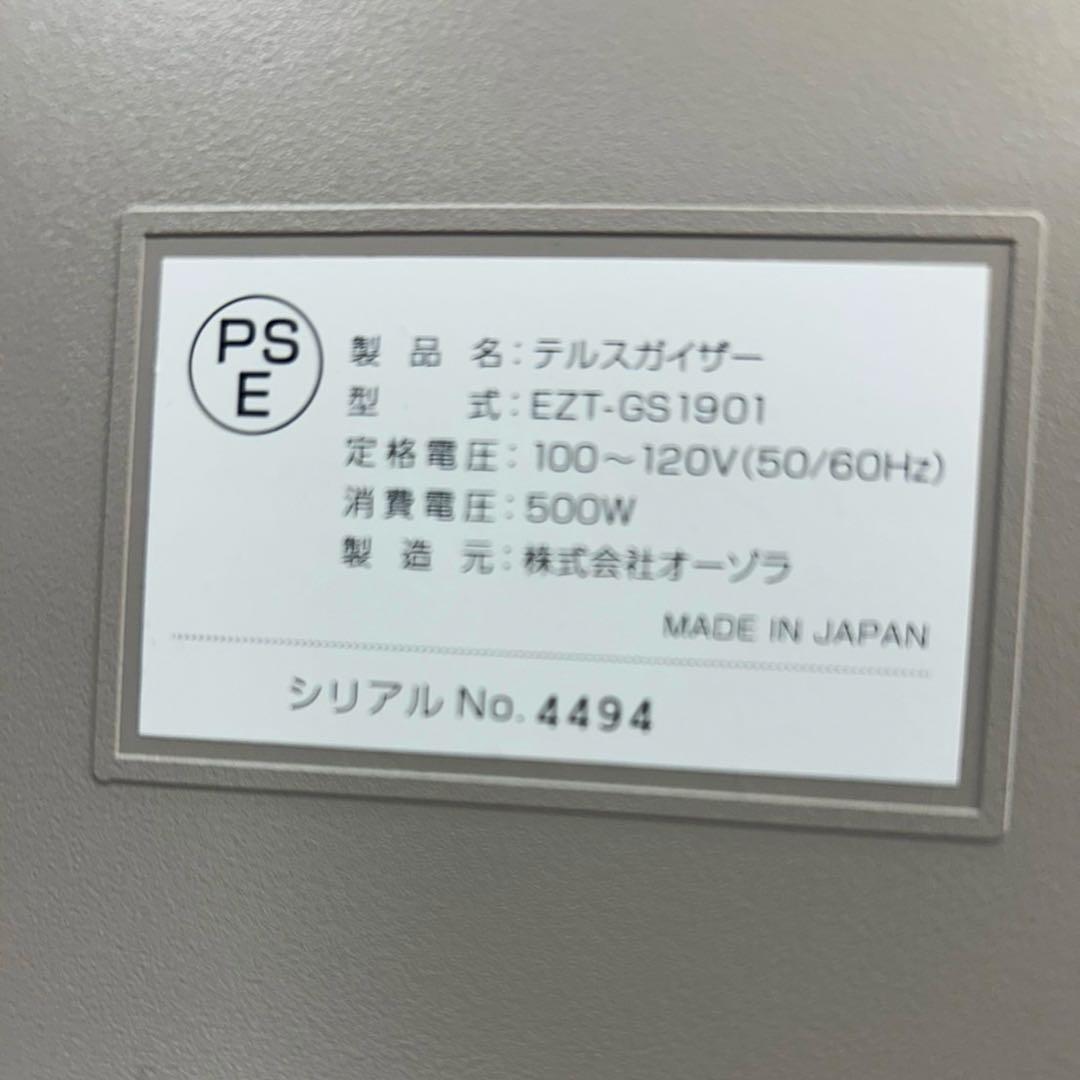 PS
E
製品名：テルスガイザー
型式：EZT-GS1901
定格電圧：100～120V(50/60Hz)
消費電圧：500W
製造元：株式会社オーゾラ
MADE IN JAPAN
シリアル No. 4494